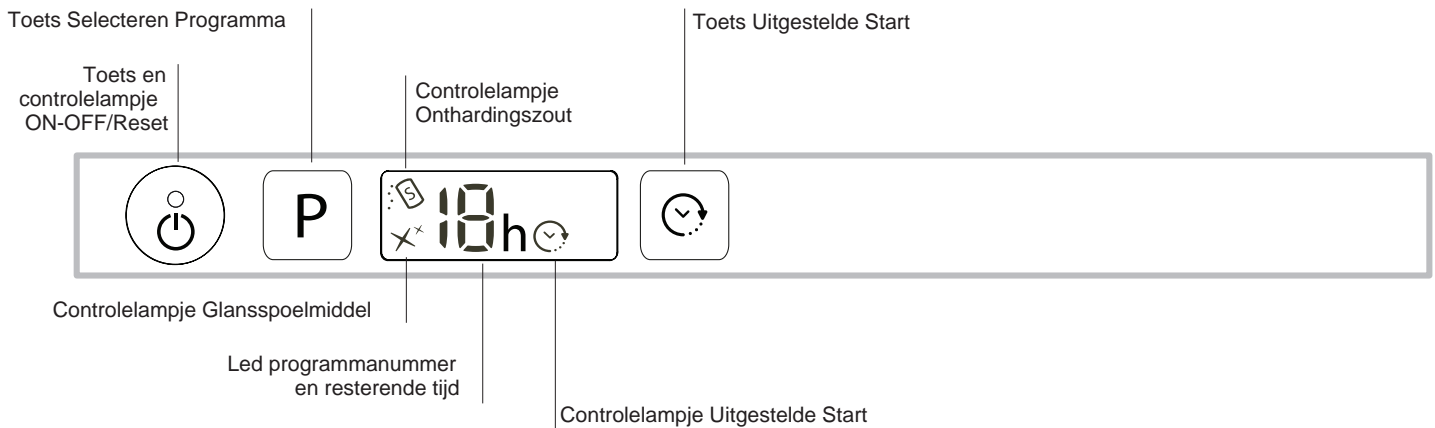 Toets Selecteren Programma
Toets Uitgestelde Start
Toets en
controlelampje
ON-OFF/Reset
Controlelampje
Onthardingszout
P
S
18h
Controlelampje Glansspoelmiddel
Led programmanummer
en resterende tijd
Controlelampje Uitgestelde Start